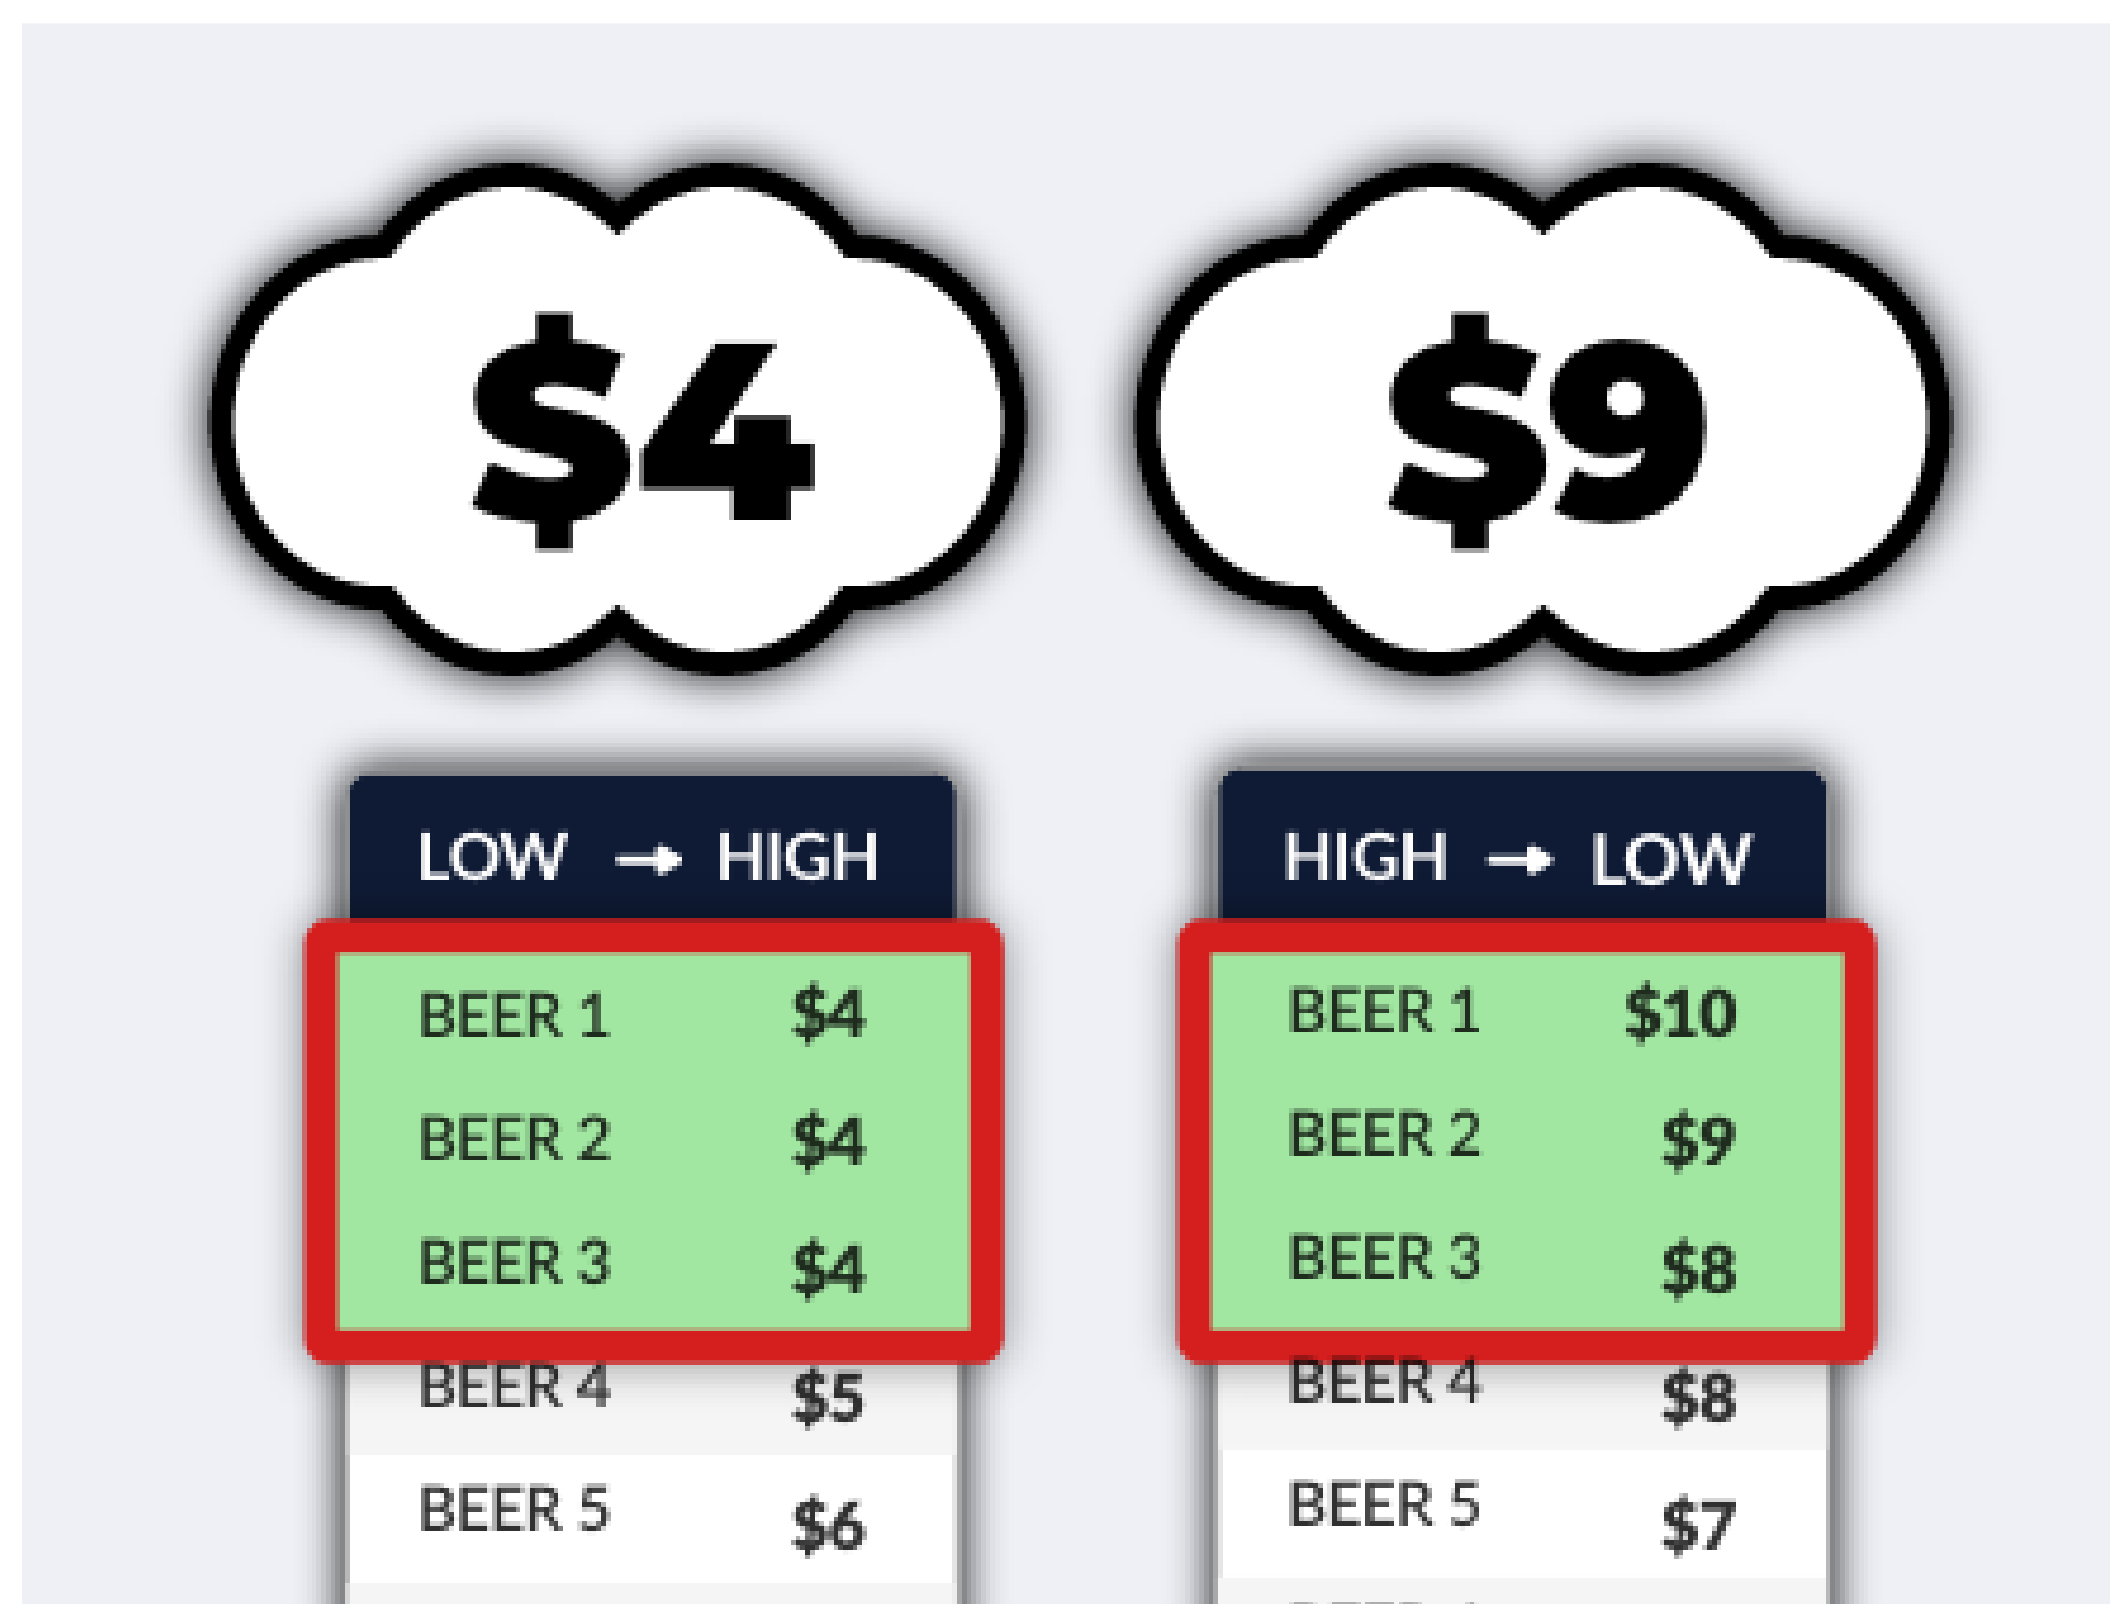 $4
$9
LOW → HIGH
BEER 1 $4
BEER 2 $4
BEER 3 $4
BEER 4 $5
BEER 5 $6
HIGH → LOW
BEER 1 $10
BEER 2 $9
BEER 3 $8
BEER 4 $8
BEER 5 $7